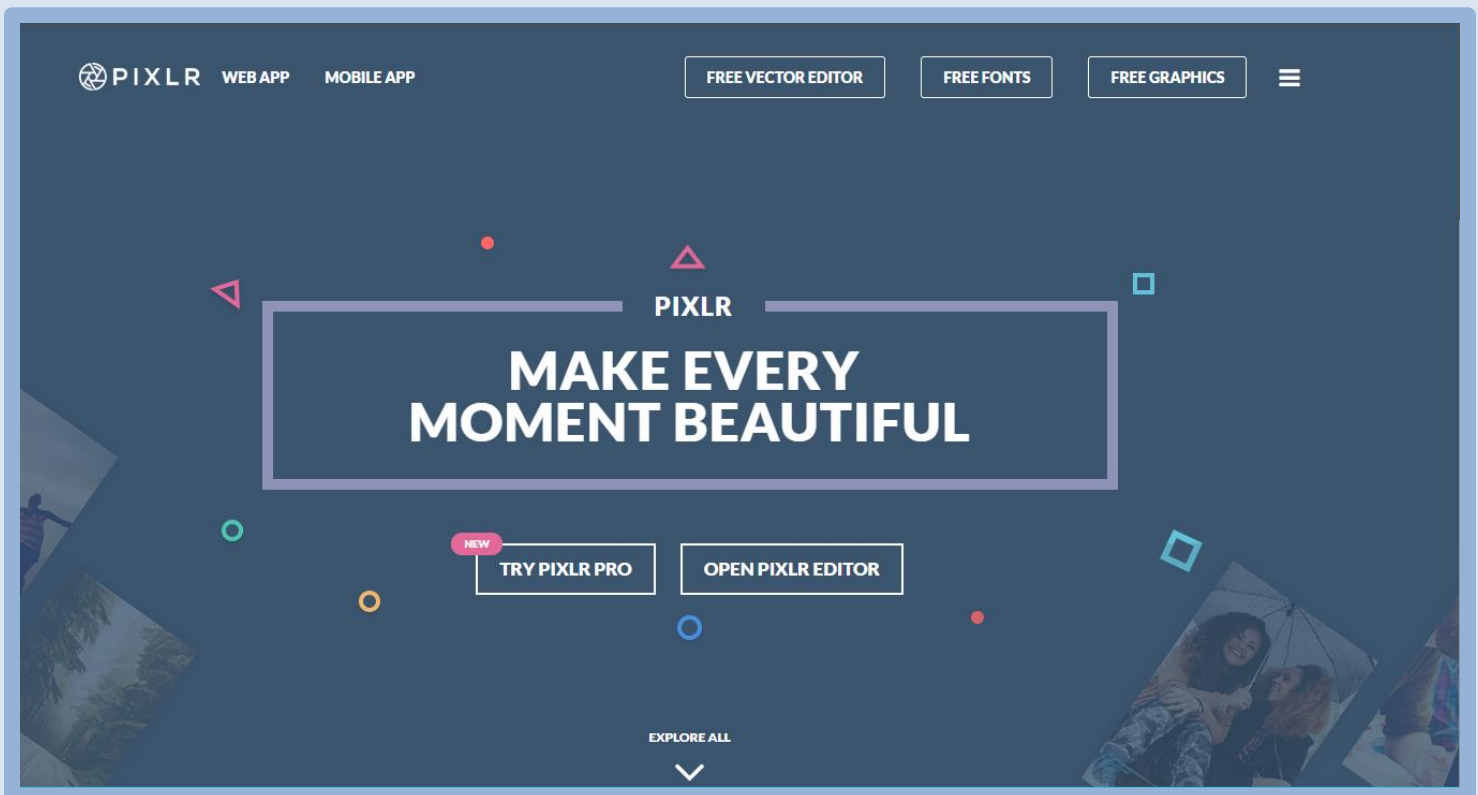 PIXLR WEB APP MOBILE APP FREE VECTOR EDITOR FREE FONTS FREE GRAPHICS
PIXLR
MAKE EVERY
MOMENT BEAUTIFUL
NEW
TRY PIXLR PRO OPEN PIXLR EDITOR
EXPLORE ALL